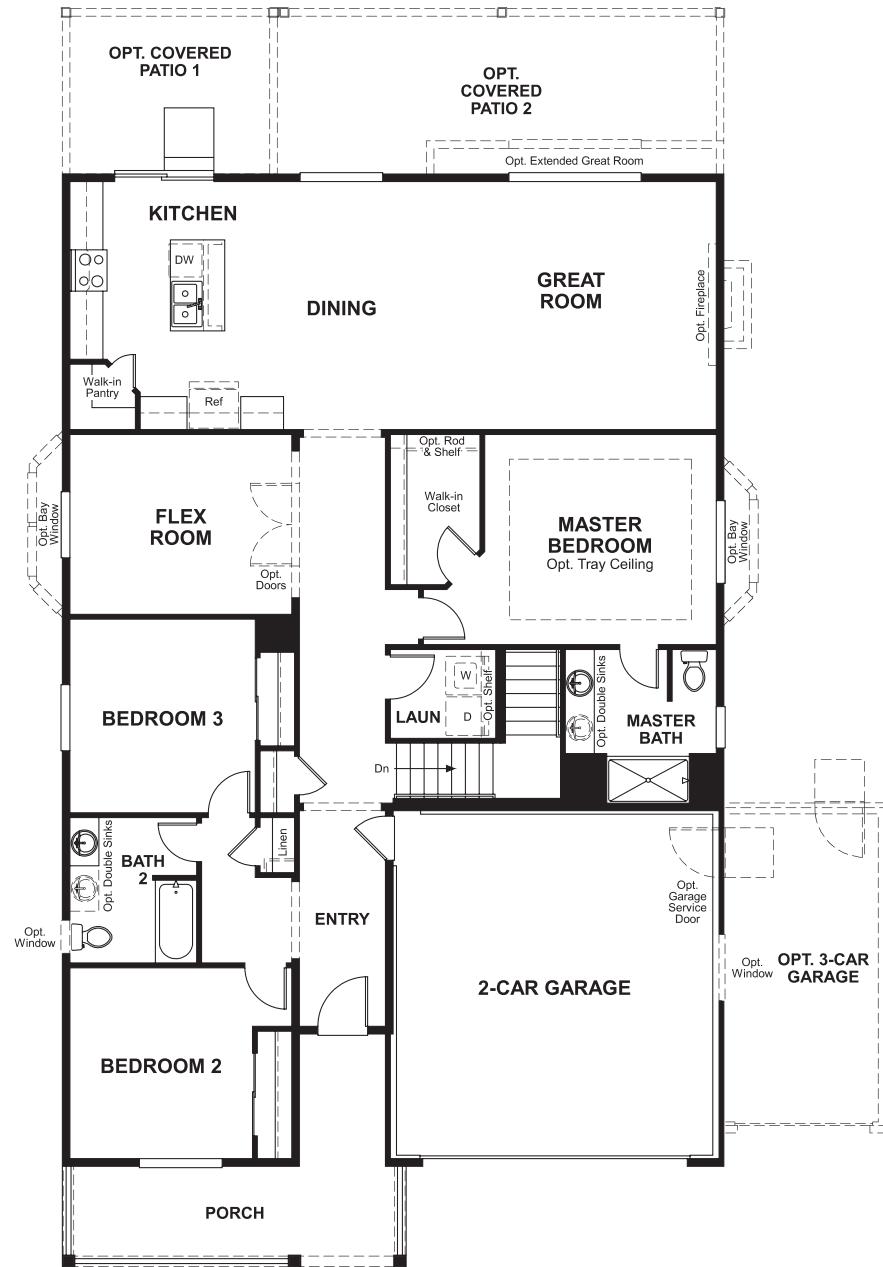 OPT. COVERED
PATIO 1
OPT.
COVERED
PATIO 2
Opt. Extended Great Room
KITCHEN
DW
DINING
GREAT
ROOM
Opt. Fireplace
Walk-in
Pantry
Ref
Opt. Rod
& Shelf
Walk-in
Closet
FLEX
ROOM
Opt. Bay
Window
Opt.
Doors
MASTER
BEDROOM
Opt. Tray Ceiling
Opt. Bay
Window
BEDROOM 3
LAUN
W
D
Opt. Shelf
Opt. Double Sinks
MASTER
BATH
Dn
Linen
Opt. Double Sinks
BATH
2
Opt.
Window
ENTRY
Opt.
Garage
Service
Door
2-CAR GARAGE
Opt.
Window
OPT. 3-CAR
GARAGE
BEDROOM 2
PORCH